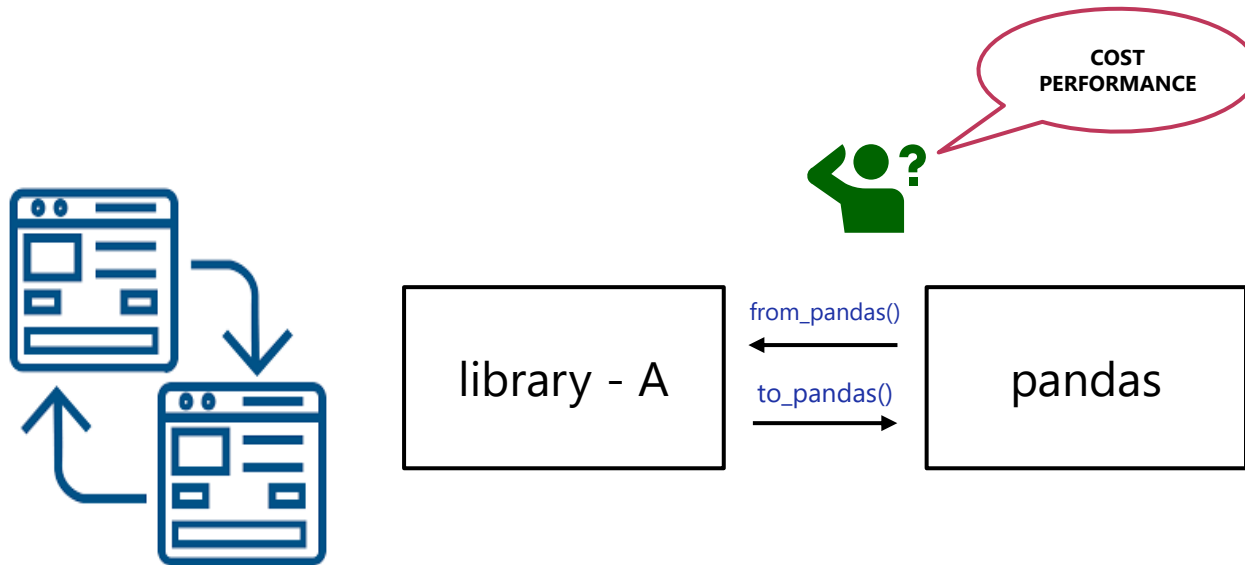 COST
PERFORMANCE
?
from_pandas()
library - A
to_pandas()
pandas